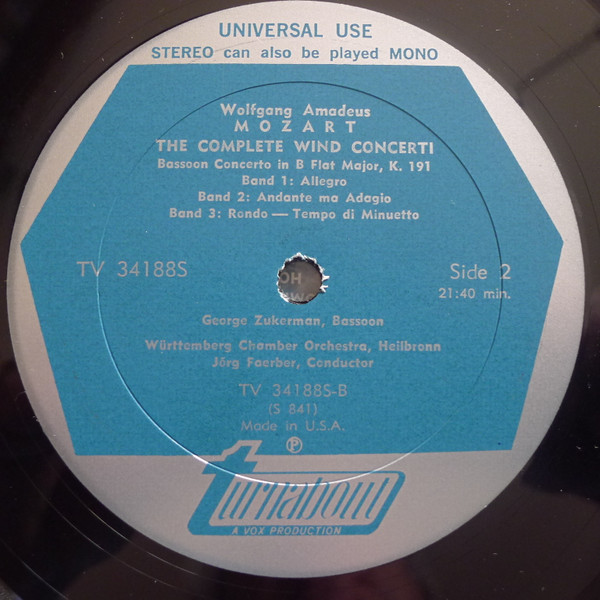 UNIVERSAL USE
STEREO can also be played MONO
Wolfgang Amadeus
MOZART
THE COMPLETE WIND CONCERTI
Bassoon Concerto in B Flat Major, K. 191
Band 1: Allegro
Band 2: Andante ma Adagio
Band 3: Rondo — Tempo di Minuetto
TV 34188S
Side 2
21:40 min.
George Zukerman, Bassoon
Württemberg Chamber Orchestra, Heilbronn
Jörg Faerber, Conductor
TV 34188S-B
(S 841)
Made in U.S.A.
Ⓟ
turnabout
A VOX PRODUCTION